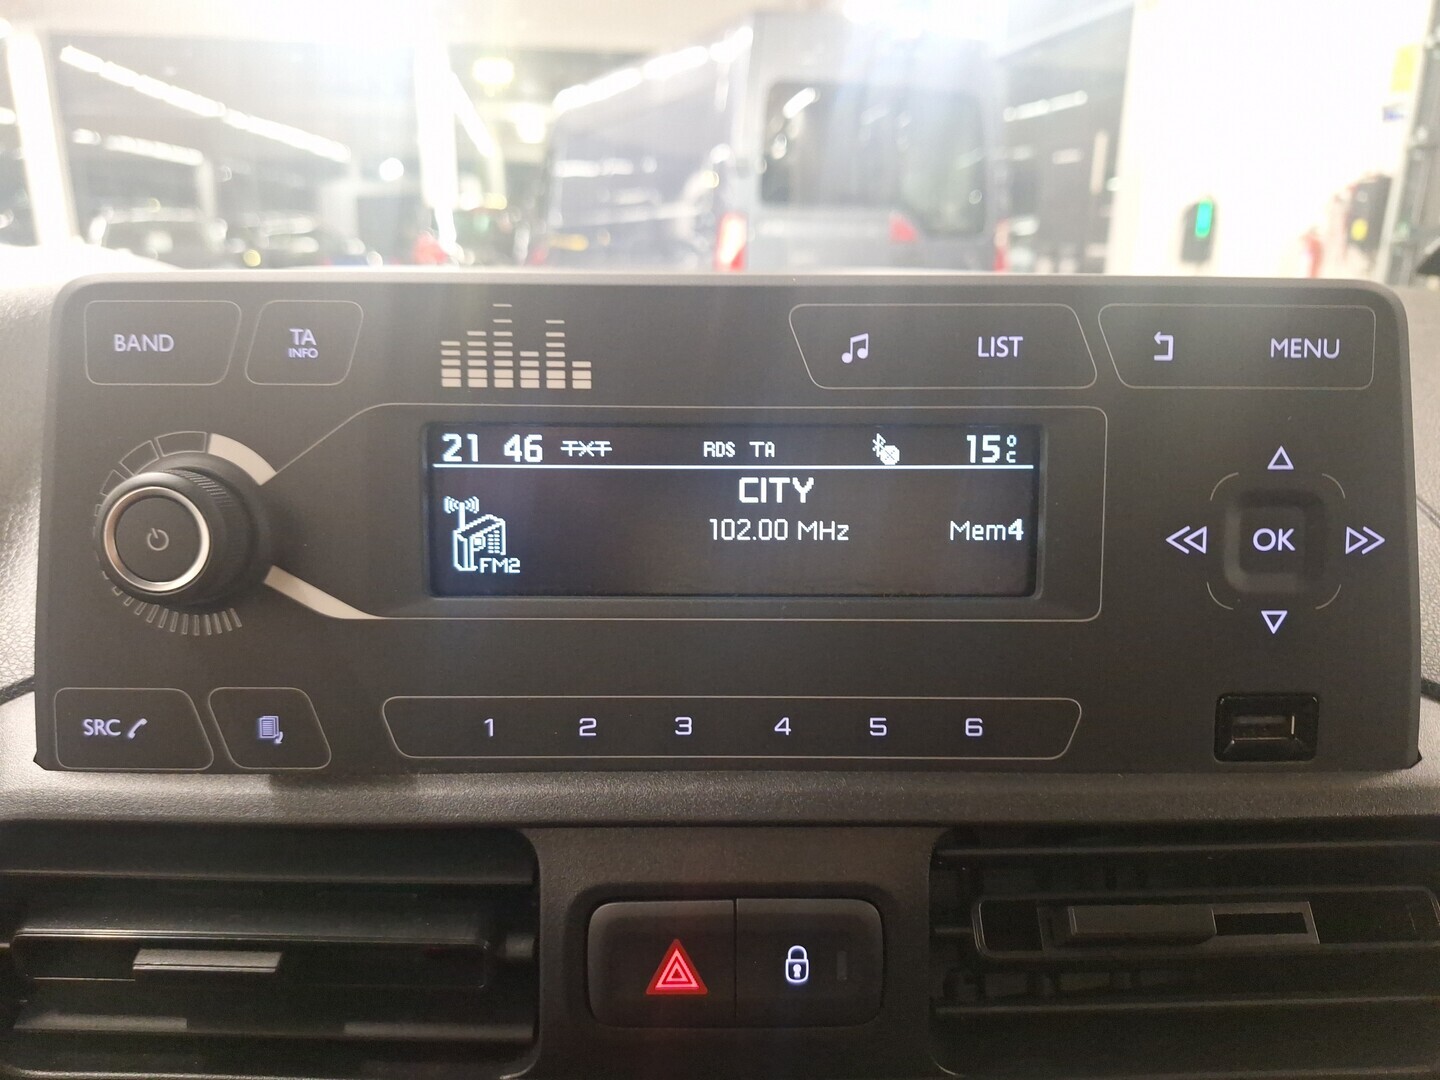 BAND
TA
INFO
LIST
MENU
21 46 TXT RDS TA 15°C
CITY
102.00 MHz Mem4
FM2
OK
SRC
1 2 3 4 5 6